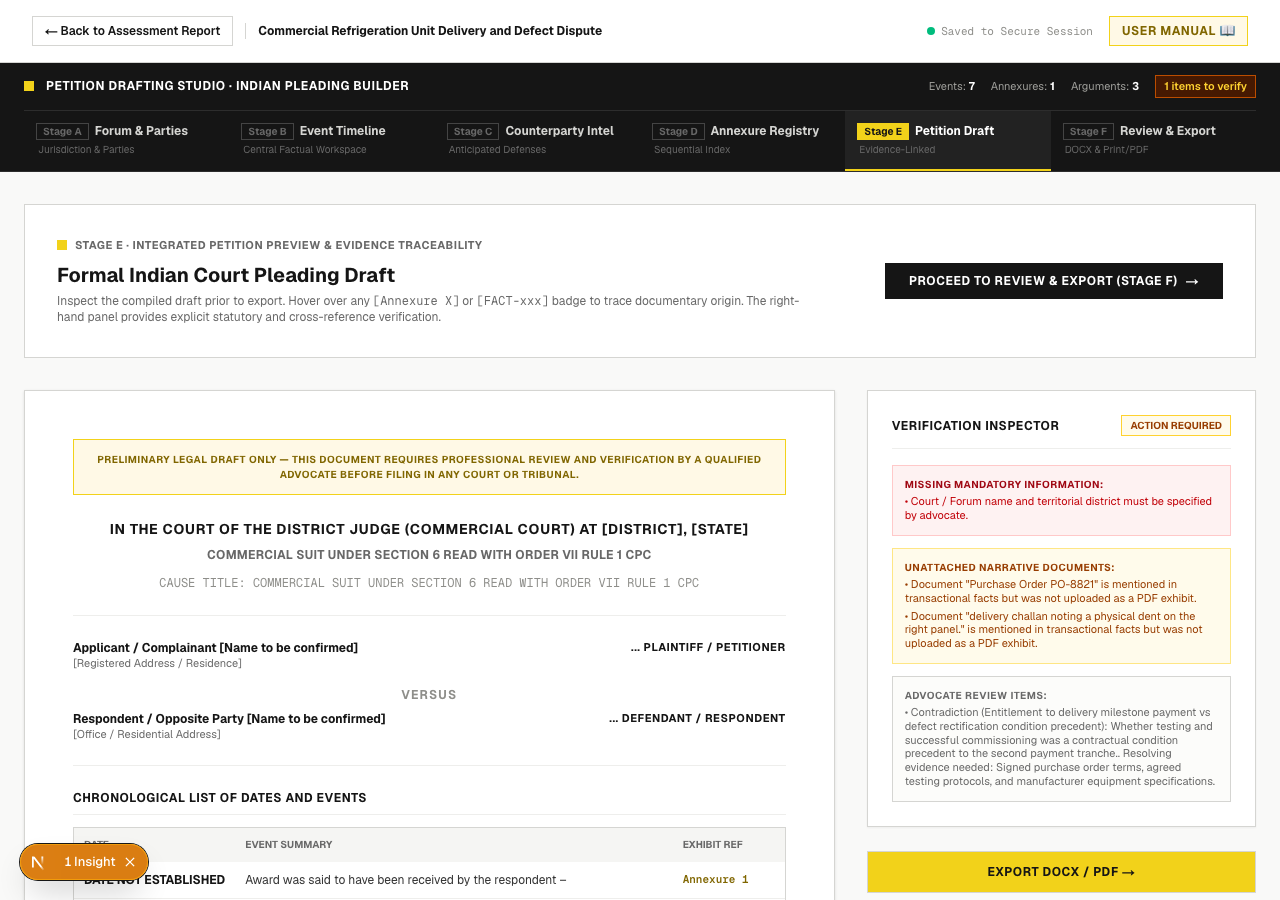 ← Back to Assessment Report
Commercial Refrigeration Unit Delivery and Defect Dispute
Saved to Secure Session
USER MANUAL 📖
PETITION DRAFTING STUDIO · INDIAN PLEADING BUILDER
Events: 7
Annexures: 1
Arguments: 3
1 items to verify
Stage A Forum & Parties
Jurisdiction & Parties
Stage B Event Timeline
Central Factual Workspace
Stage C Counterparty Intel
Anticipated Defenses
Stage D Annexure Registry
Sequential Index
Stage E Petition Draft
Evidence-Linked
Stage F Review & Export
DOCX & Print/PDF
STAGE E · INTEGRATED PETITION PREVIEW & EVIDENCE TRACEABILITY
Formal Indian Court Pleading Draft
Inspect the compiled draft prior to export. Hover over any [Annexure X] or [FACT-xxx] badge to trace documentary origin. The right-
hand panel provides explicit statutory and cross-reference verification.
PROCEED TO REVIEW & EXPORT (STAGE F) →
PRELIMINARY LEGAL DRAFT ONLY — THIS DOCUMENT REQUIRES PROFESSIONAL REVIEW AND VERIFICATION BY A QUALIFIED
ADVOCATE BEFORE FILING IN ANY COURT OR TRIBUNAL.
IN THE COURT OF THE DISTRICT JUDGE (COMMERCIAL COURT) AT [DISTRICT], [STATE]
COMMERCIAL SUIT UNDER SECTION 6 READ WITH ORDER VII RULE 1 CPC
CAUSE TITLE: COMMERCIAL SUIT UNDER SECTION 6 READ WITH ORDER VII RULE 1 CPC
Applicant / Complainant [Name to be confirmed]
... PLAINTIFF / PETITIONER
[Registered Address / Residence]
VERSUS
Respondent / Opposite Party [Name to be confirmed]
... DEFENDANT / RESPONDENT
[Office / Residential Address]
CHRONOLOGICAL LIST OF DATES AND EVENTS
DATE
EVENT SUMMARY
EXHIBIT REF
DATE NOT ESTABLISHED
Award was said to have been received by the respondent –
Annexure 1
VERIFICATION INSPECTOR
ACTION REQUIRED
MISSING MANDATORY INFORMATION:
• Court / Forum name and territorial district must be specified
by advocate.
UNATTACHED NARRATIVE DOCUMENTS:
• Document "Purchase Order PO-8821" is mentioned in
transactional facts but was not uploaded as a PDF exhibit.
• Document "delivery challan noting a physical dent on the
right panel." is mentioned in transactional facts but was not
uploaded as a PDF exhibit.
ADVOCATE REVIEW ITEMS:
• Contradiction (Entitlement to delivery milestone payment vs
defect rectification condition precedent): Whether testing and
successful commissioning was a contractual condition
precedent to the second payment tranche.. Resolving
evidence needed: Signed purchase order terms, agreed
testing protocols, and manufacturer equipment specifications.
EXPORT DOCX / PDF →
1 Insight